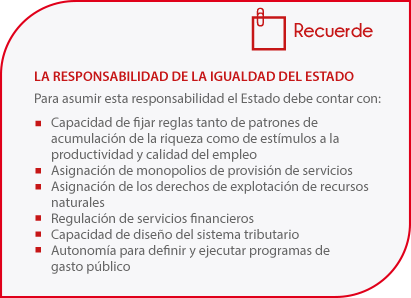 Recuerde
LA RESPONSABILIDAD DE LA IGUALDAD DEL ESTADO
Para asumir esta responsabilidad el Estado debe contar con:
Capacidad de fijar reglas tanto de patrones de
acumulación de la riqueza como de estímulos a la
productividad y calidad del empleo
Asignación de monopolios de provisión de servicios
Asignación de los derechos de explotación de recursos
naturales
Regulación de servicios financieros
Capacidad de diseño del sistema tributario
Autonomía para definir y ejecutar programas de
gasto público